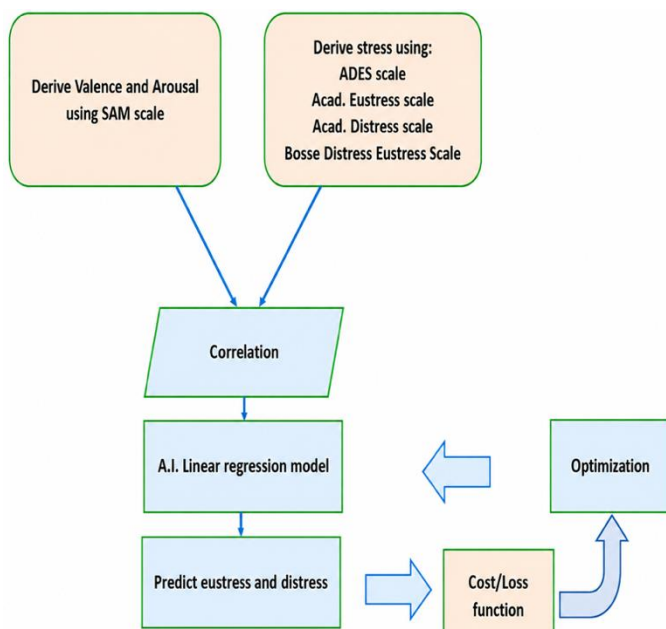 Derive Valence and Arousal
using SAM scale
Derive stress using:
ADES scale
Acad. Eustress scale
Acad. Distress scale
Bosse Distress Eustress Scale
Correlation
A.I. Linear regression model
Optimization
Predict eustress and distress
Cost/Loss
function